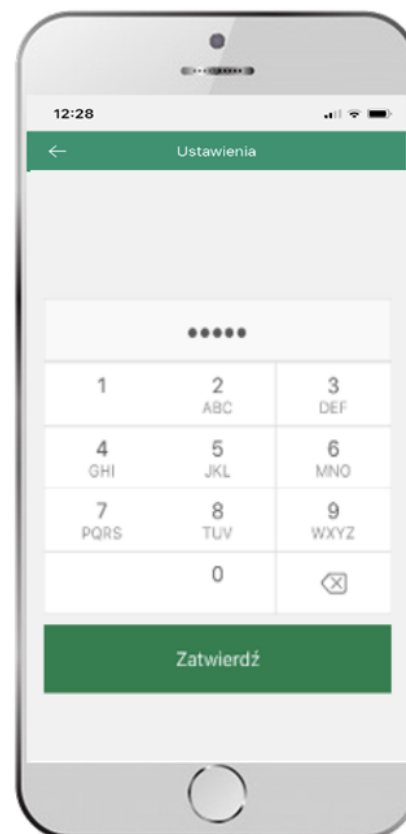 12:28
Ustawienia
●●●●●
1 2 3
ABC DEF
4 5 6
GHI JKL MNO
7 8 9
PQRS TUV WXYZ
0
Zatwierdź